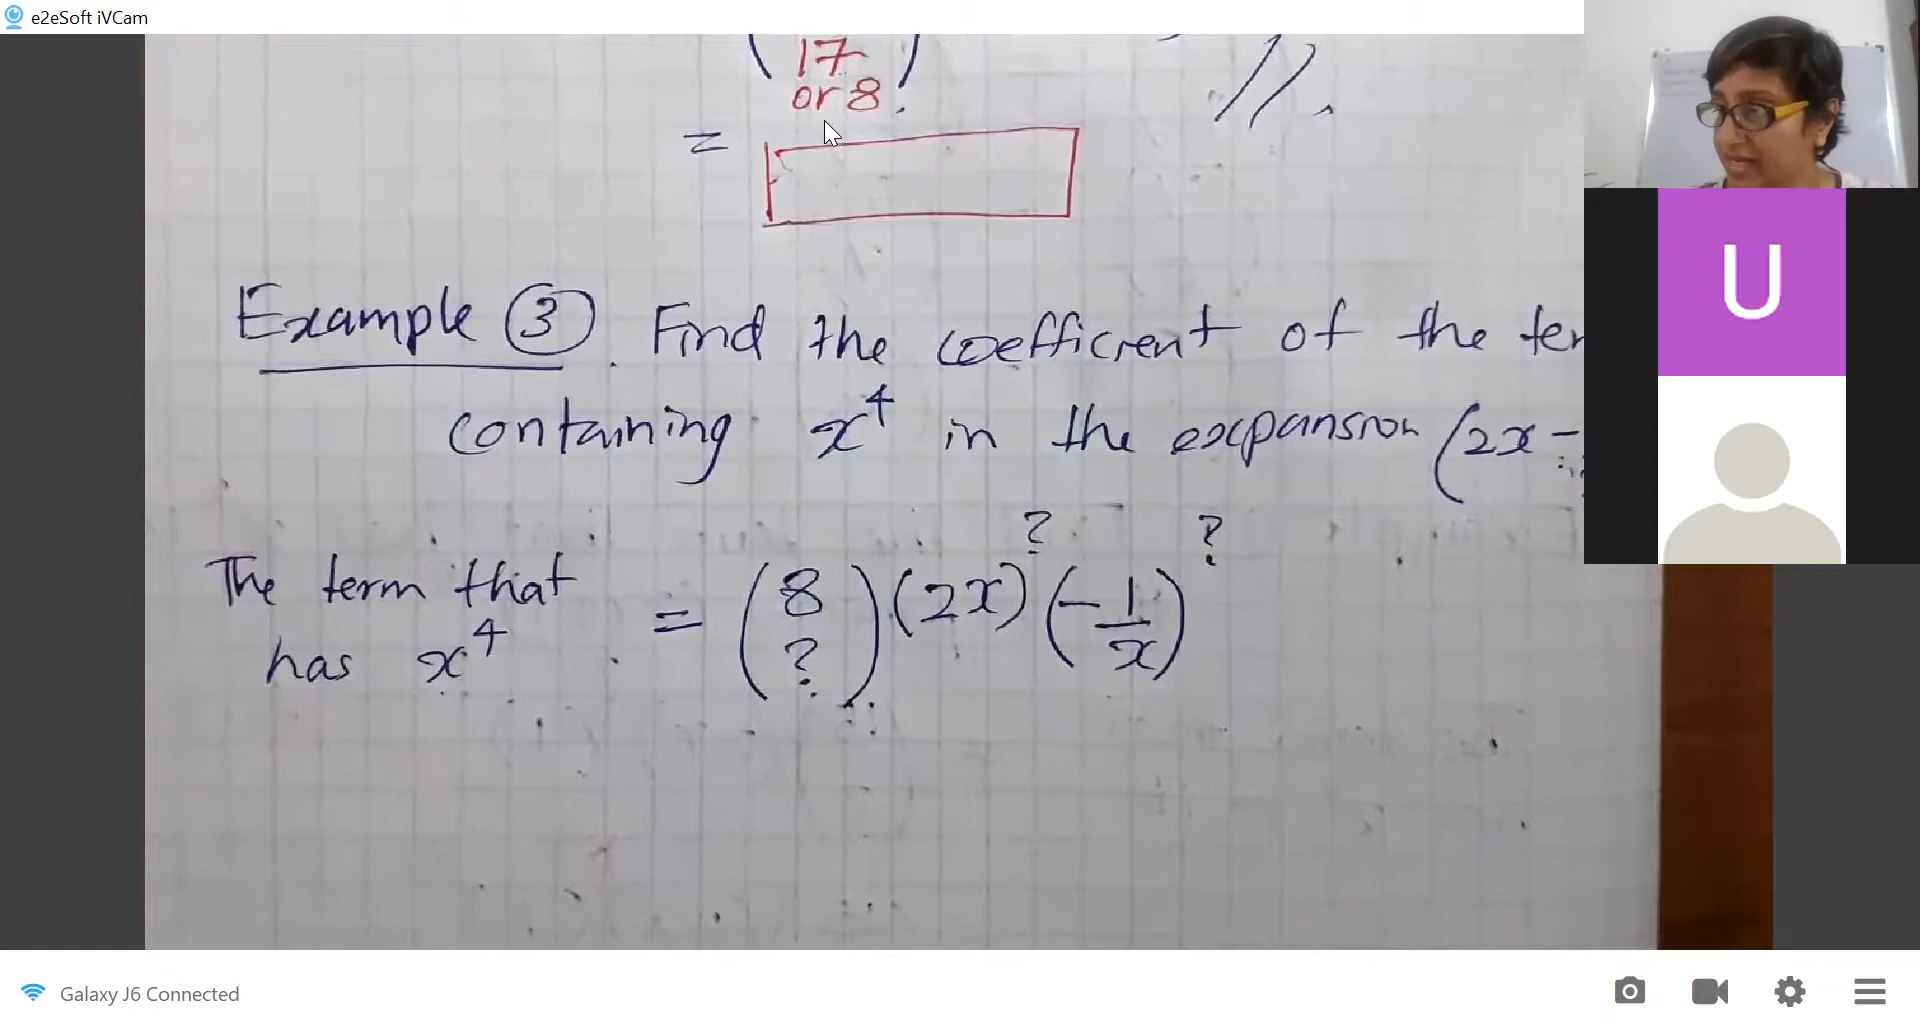 e2eSoft iVCam
( 17 )
or 8
=
Example ③. Find the coefficient of the ter
containing x⁴ in the expansion (2x –
? ?
The term that = (8 ?) (2x) (– 1/x)
has x⁴
U
Galaxy J6 Connected